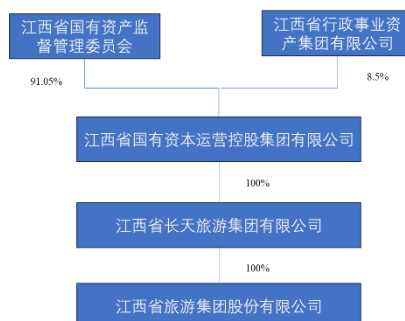 江西省国有资产监
督管理委员会
江西省行政事业资
产集团有限公司
91.05%
8.5%
江西省国有资本运营控股集团有限公司
100%
江西省长天旅游集团有限公司
100%
江西省旅游集团股份有限公司